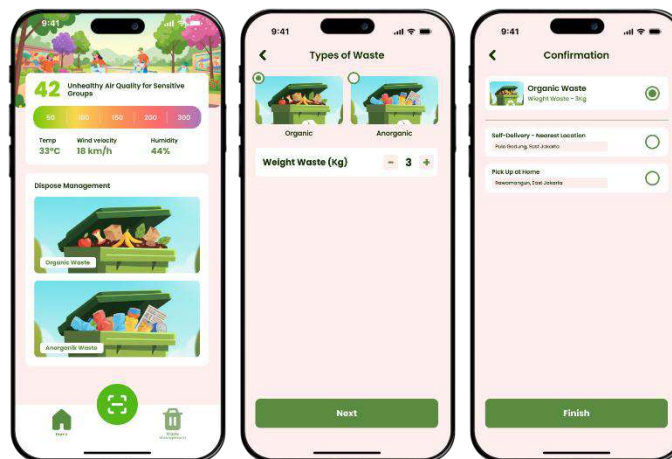 9:41
42
Unhealthy Air Quality for Sensitive
Groups
50 100 150 200 300
Temp Wind velocity Humidity
33°C 18 km/h 44%
Dispose Management
Organic Waste
Anorganik Waste
9:41
Types of Waste
Organic Anorganic
Weight Waste (Kg) - 3 +
Next
9:41
Confirmation
Organic Waste
Wieght Waste - 3Kg
Self-Delivery - Nearest Location
Pulo Gadung, East Jakarta
Pick Up at Home
Rawamangun, East Jakarta
Finish